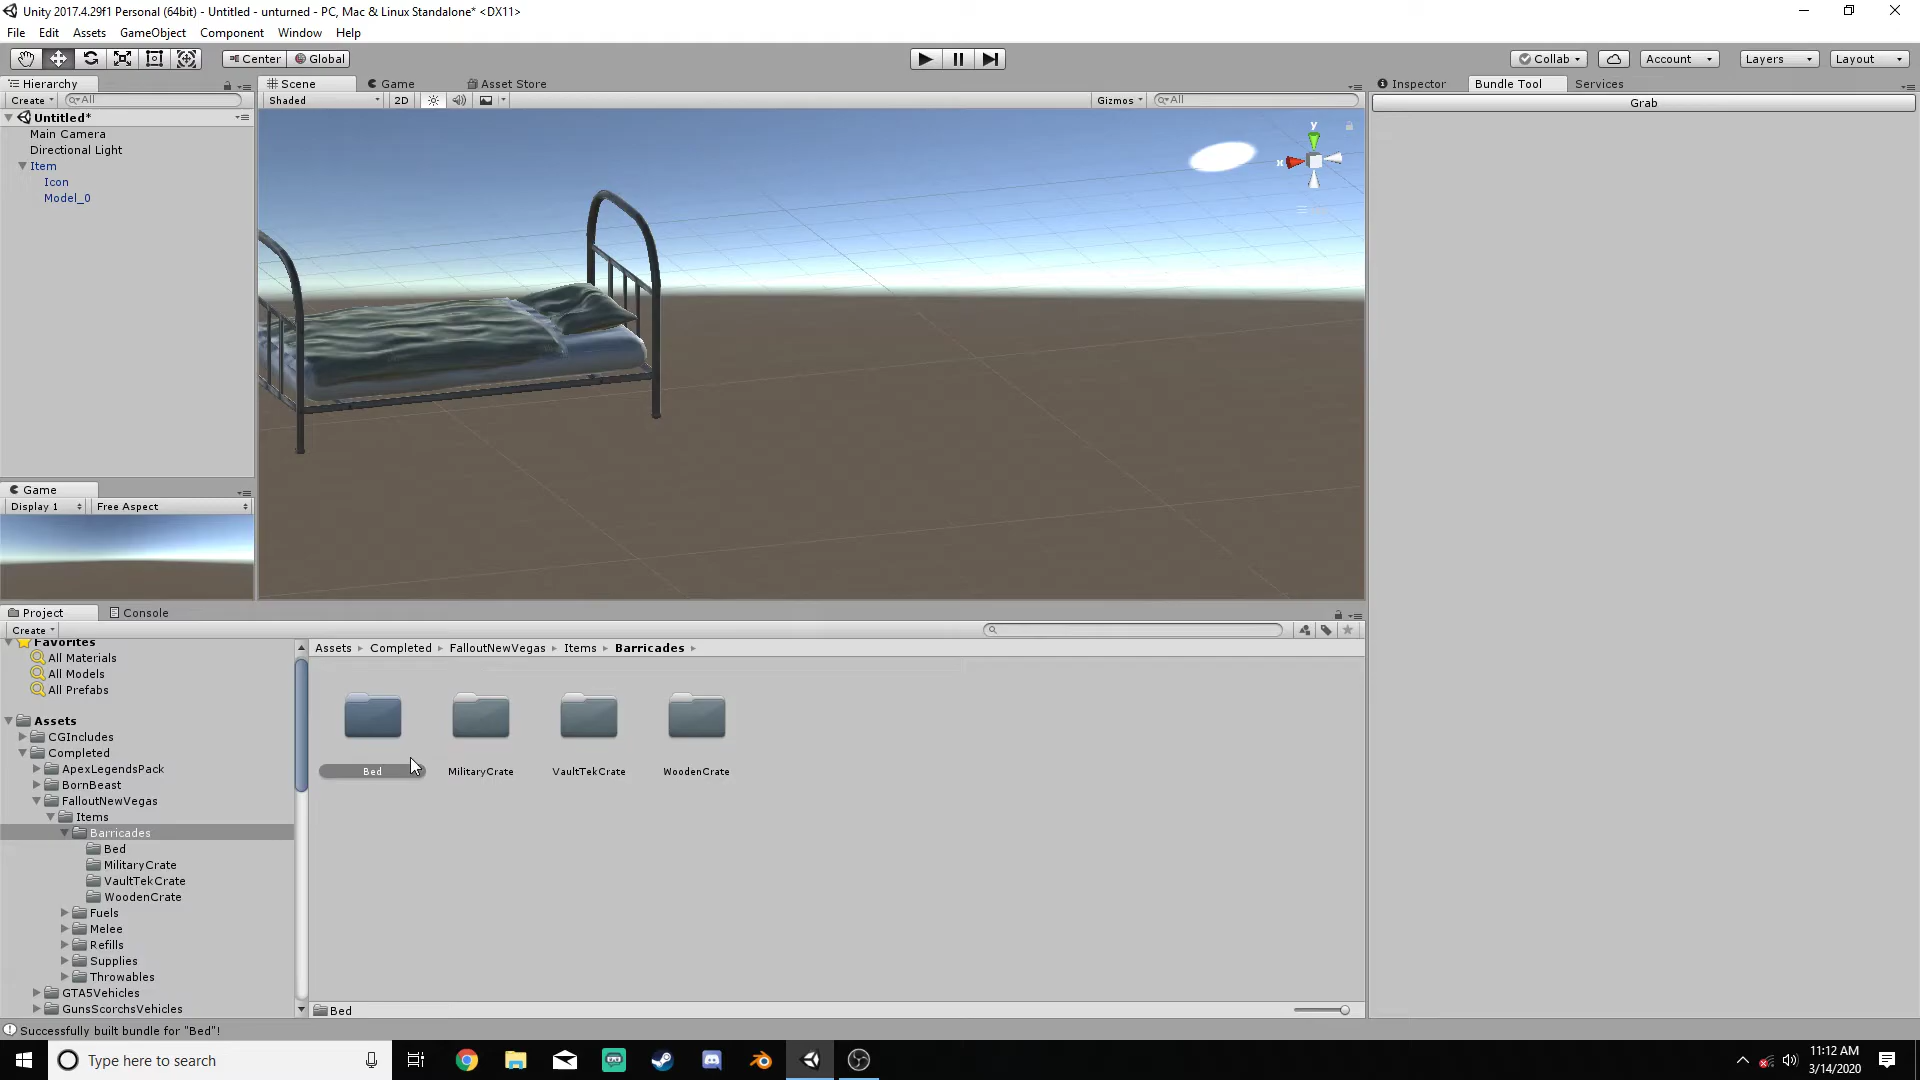 Unity 2017.4.29f1 Personal (64bit) - Untitled - unturned - PC, Mac & Linux Standalone* <DX11>
File Edit Assets GameObject Component Window Help
Center Global Collab Account Layers Layout
Hierarchy Scene Game Asset Store Inspector Bundle Tool Services
Create All Shaded 2D Gizmos All Grab
Untitled*
Main Camera
Directional Light
Item
Icon
Model_0
y
x
Game
Display 1 Free Aspect
Project Console
Create
Favorites
All Materials
All Models
All Prefabs
Assets
CGIncludes
Completed
ApexLegendsPack
BornBeast
FalloutNewVegas
Items
Barricades
Bed
MilitaryCrate
VaultTekCrate
WoodenCrate
Fuels
Melee
Refills
Supplies
Throwables
GTA5Vehicles
GunsScorchsVehicles
Assets Completed FalloutNewVegas Items Barricades
Bed MilitaryCrate VaultTekCrate WoodenCrate
Bed
Successfully built bundle for "Bed"!
Type here to search
11:12 AM
3/14/2020